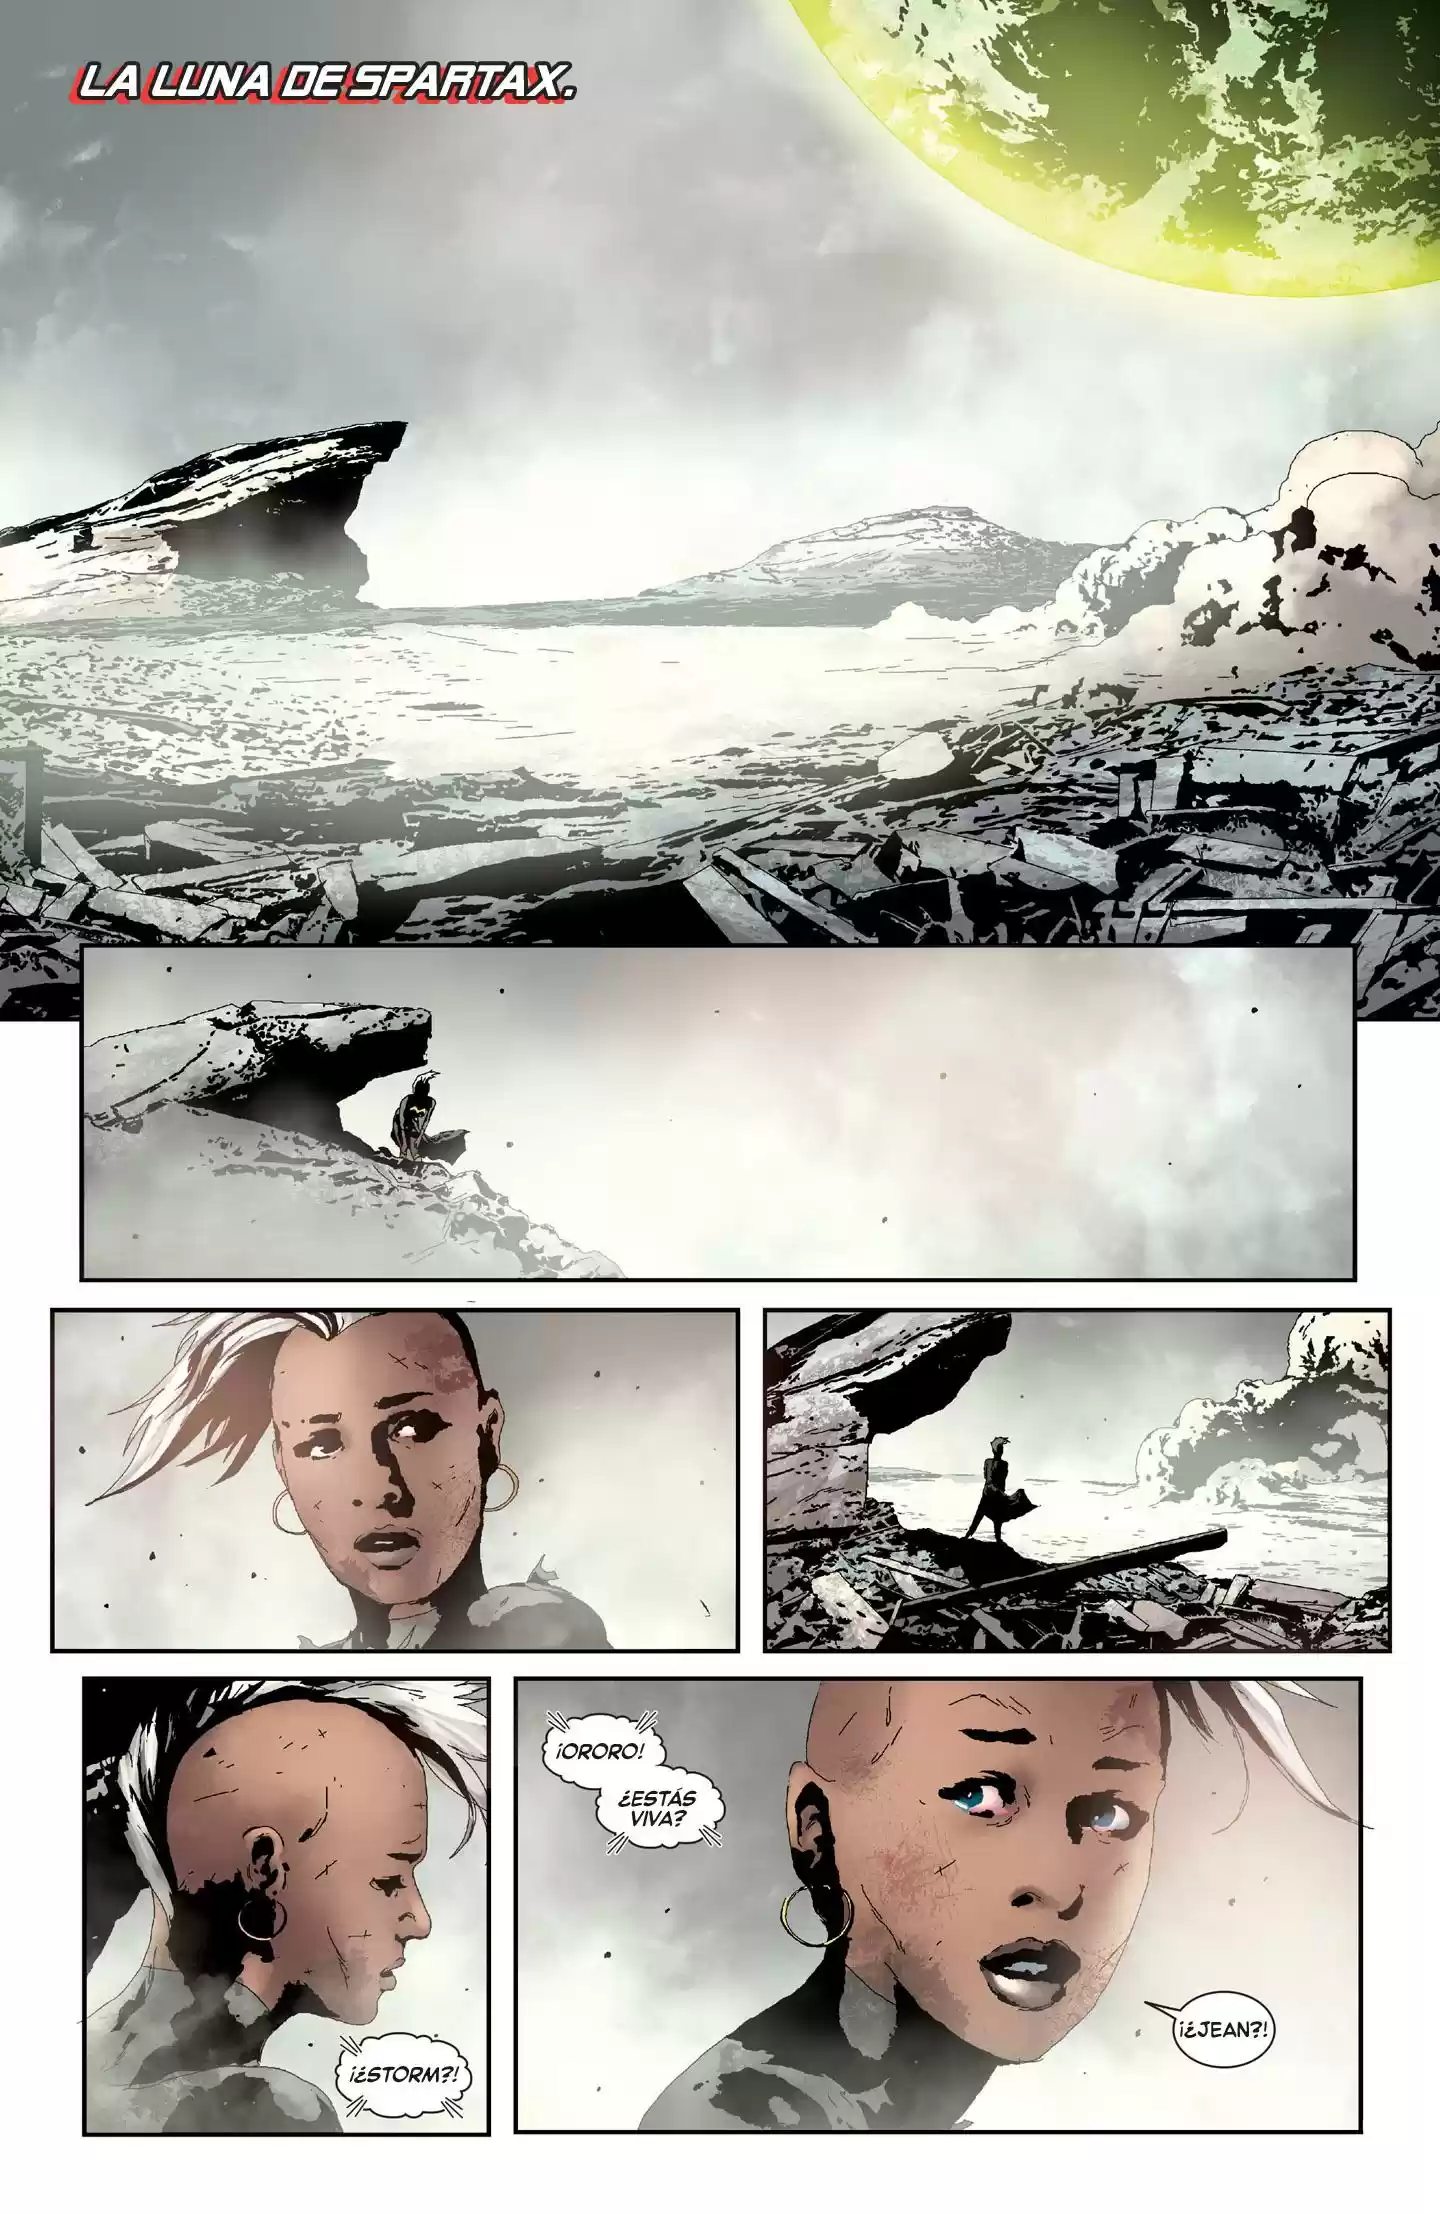 LA LUNA DE SPARTAX.
¡¿STORM?!
¡ORORO!
¿ESTÁS
VIVA?
¡¿JEAN?!